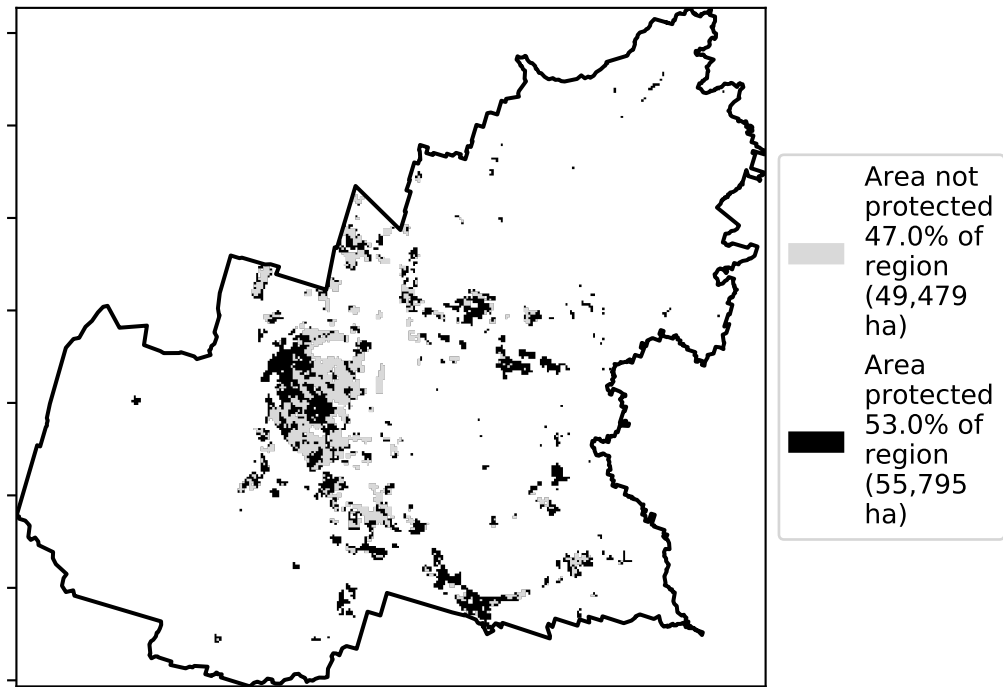 Area not
protected
47.0% of
region
(49,479
ha)
Area
protected
53.0% of
region
(55,795
ha)